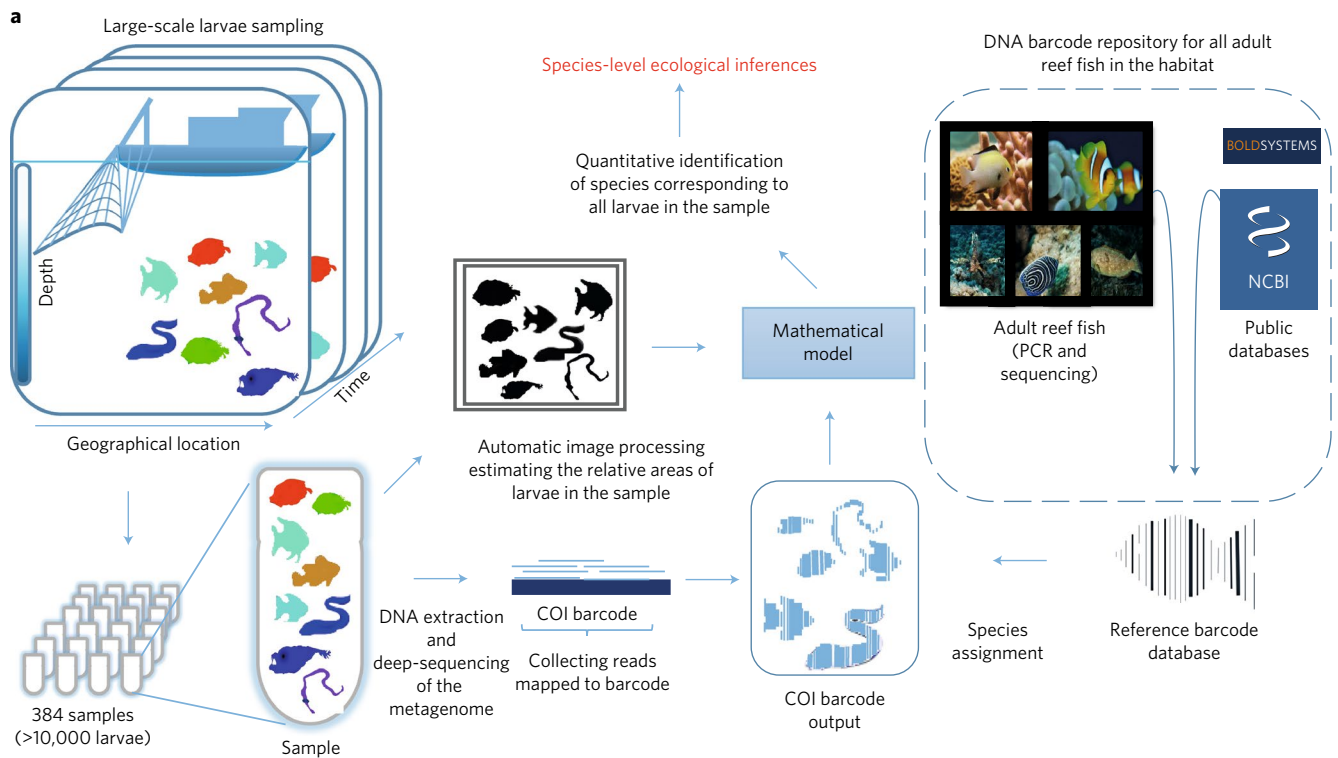 a
Large-scale larvae sampling
Depth
Time
Geographical location
384 samples
(>10,000 larvae)
Sample
Species-level ecological inferences
Quantitative identification
of species corresponding to
all larvae in the sample
Automatic image processing
estimating the relative areas of
larvae in the sample
Mathematical
model
DNA extraction
and
deep-sequencing
of the
metagenome
COI barcode
Collecting reads
mapped to barcode
COI barcode
output
DNA barcode repository for all adult
reef fish in the habitat
BOLDSYSTEMS
NCBI
Adult reef fish
(PCR and
sequencing)
Public
databases
Species
assignment
Reference barcode
database